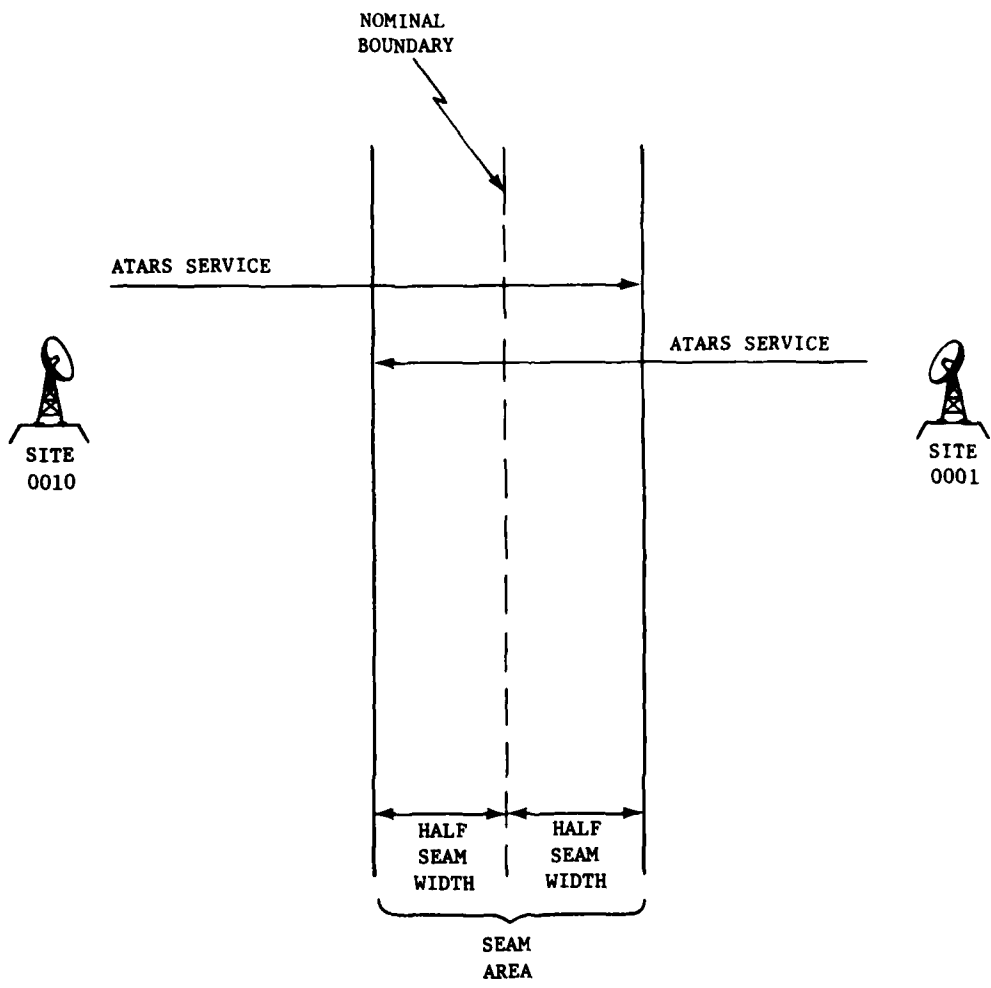 NOMINAL
BOUNDARY
ATARS SERVICE
ATARS SERVICE
SITE
0010
SITE
0001
HALF
SEAM
WIDTH
HALF
SEAM
WIDTH
SEAM
AREA